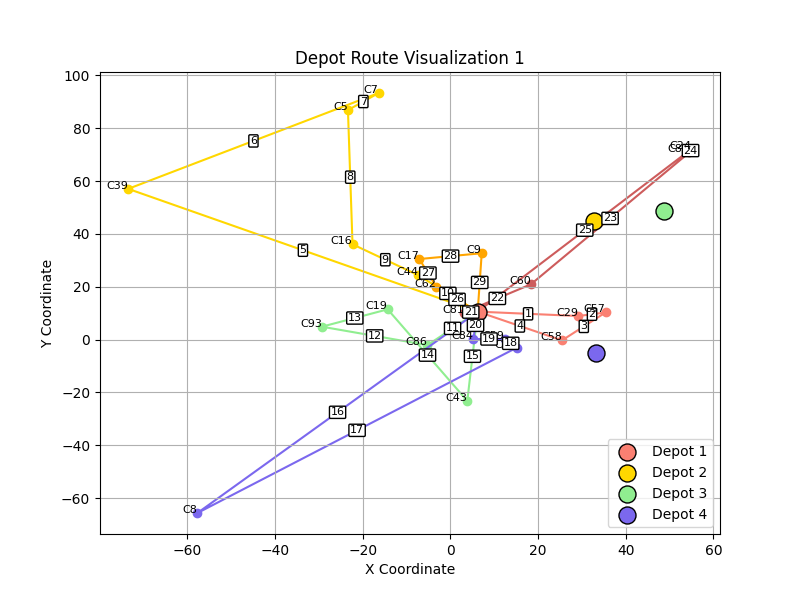 Depot Route Visualization 1
100
80
60
40
20
0
−20
−40
−60
Y Coordinate
−60
−40
−20
0
20
40
60
X Coordinate
C7
C5
7
6
C39
8
C16
5
9
C44
C62
C17
28
C9
27
29
26
C81
21
22
C60
25
23
24
C34
1
C29
2
C57
3
4
C58
C19
C93
13
12
C86
11
14
20
19
18
15
C43
16
17
C8
Depot 1
Depot 2
Depot 3
Depot 4